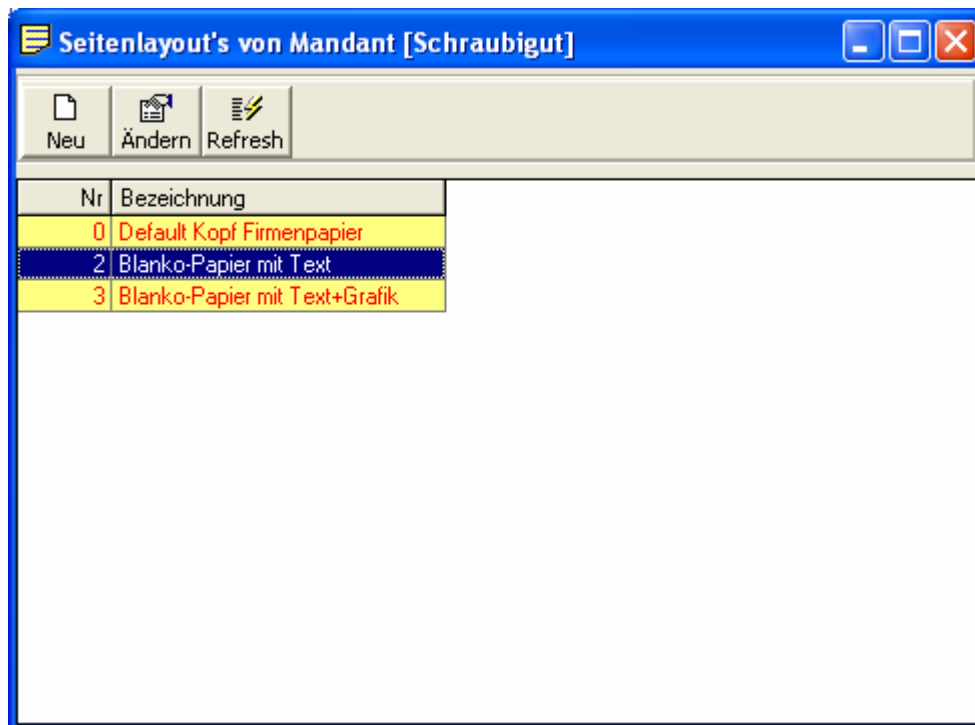 Seitenlayout's von Mandant [Schraubigut]
Neu Ändern Refresh
Nr Bezeichnung
0 Default Kopf Firmenpapier
2 Blanko-Papier mit Text
3 Blanko-Papier mit Text+Grafik